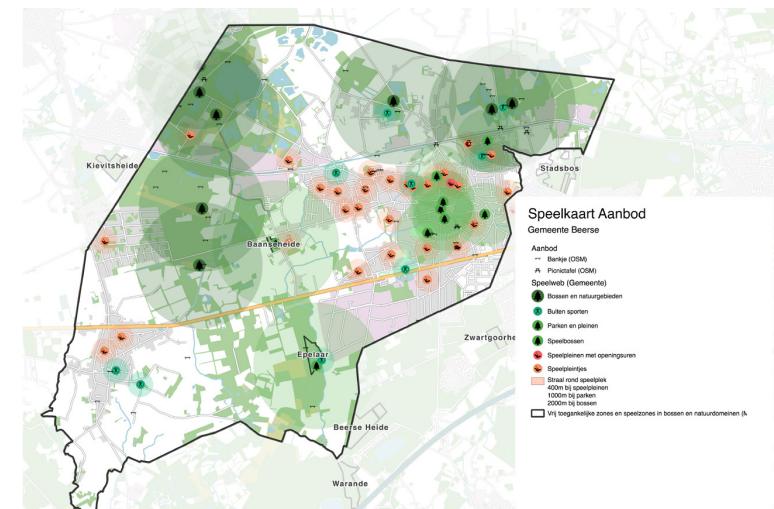 Kievitsheide
Stadsbos
Baansheide
Epelaar
Zwartgoorhe
Beerse Heide
Warande
Speelkaart Aanbod
Gemeente Beerse
Aanbod
Bankje (OSM)
Picnictafel (OSM)
Speelweb (Gemeente)
Bossen en natuurgebieden
Buiten sporten
Parken en pleinen
Speelbossen
Speelpleinen met openingsuren
Speelpleintjes
Straal rond speelplek
400m bij speelpleinen
1000m bij parken
2000m bij bossen
Vrij toegankelijke zones en speelzones in bossen en natuurdomeinen (